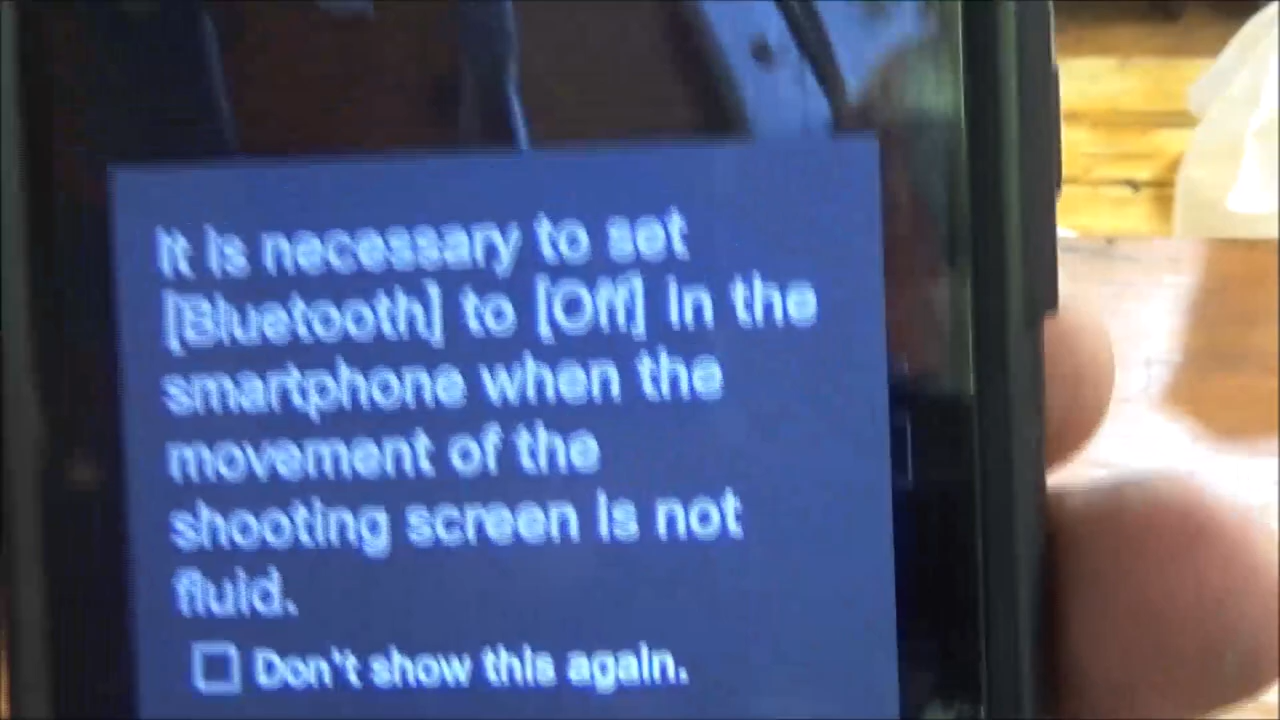 It is necessary to set
[Bluetooth] to [Off] in the
smartphone when the
movement of the
shooting screen is not
fluid.
Don't show this again.